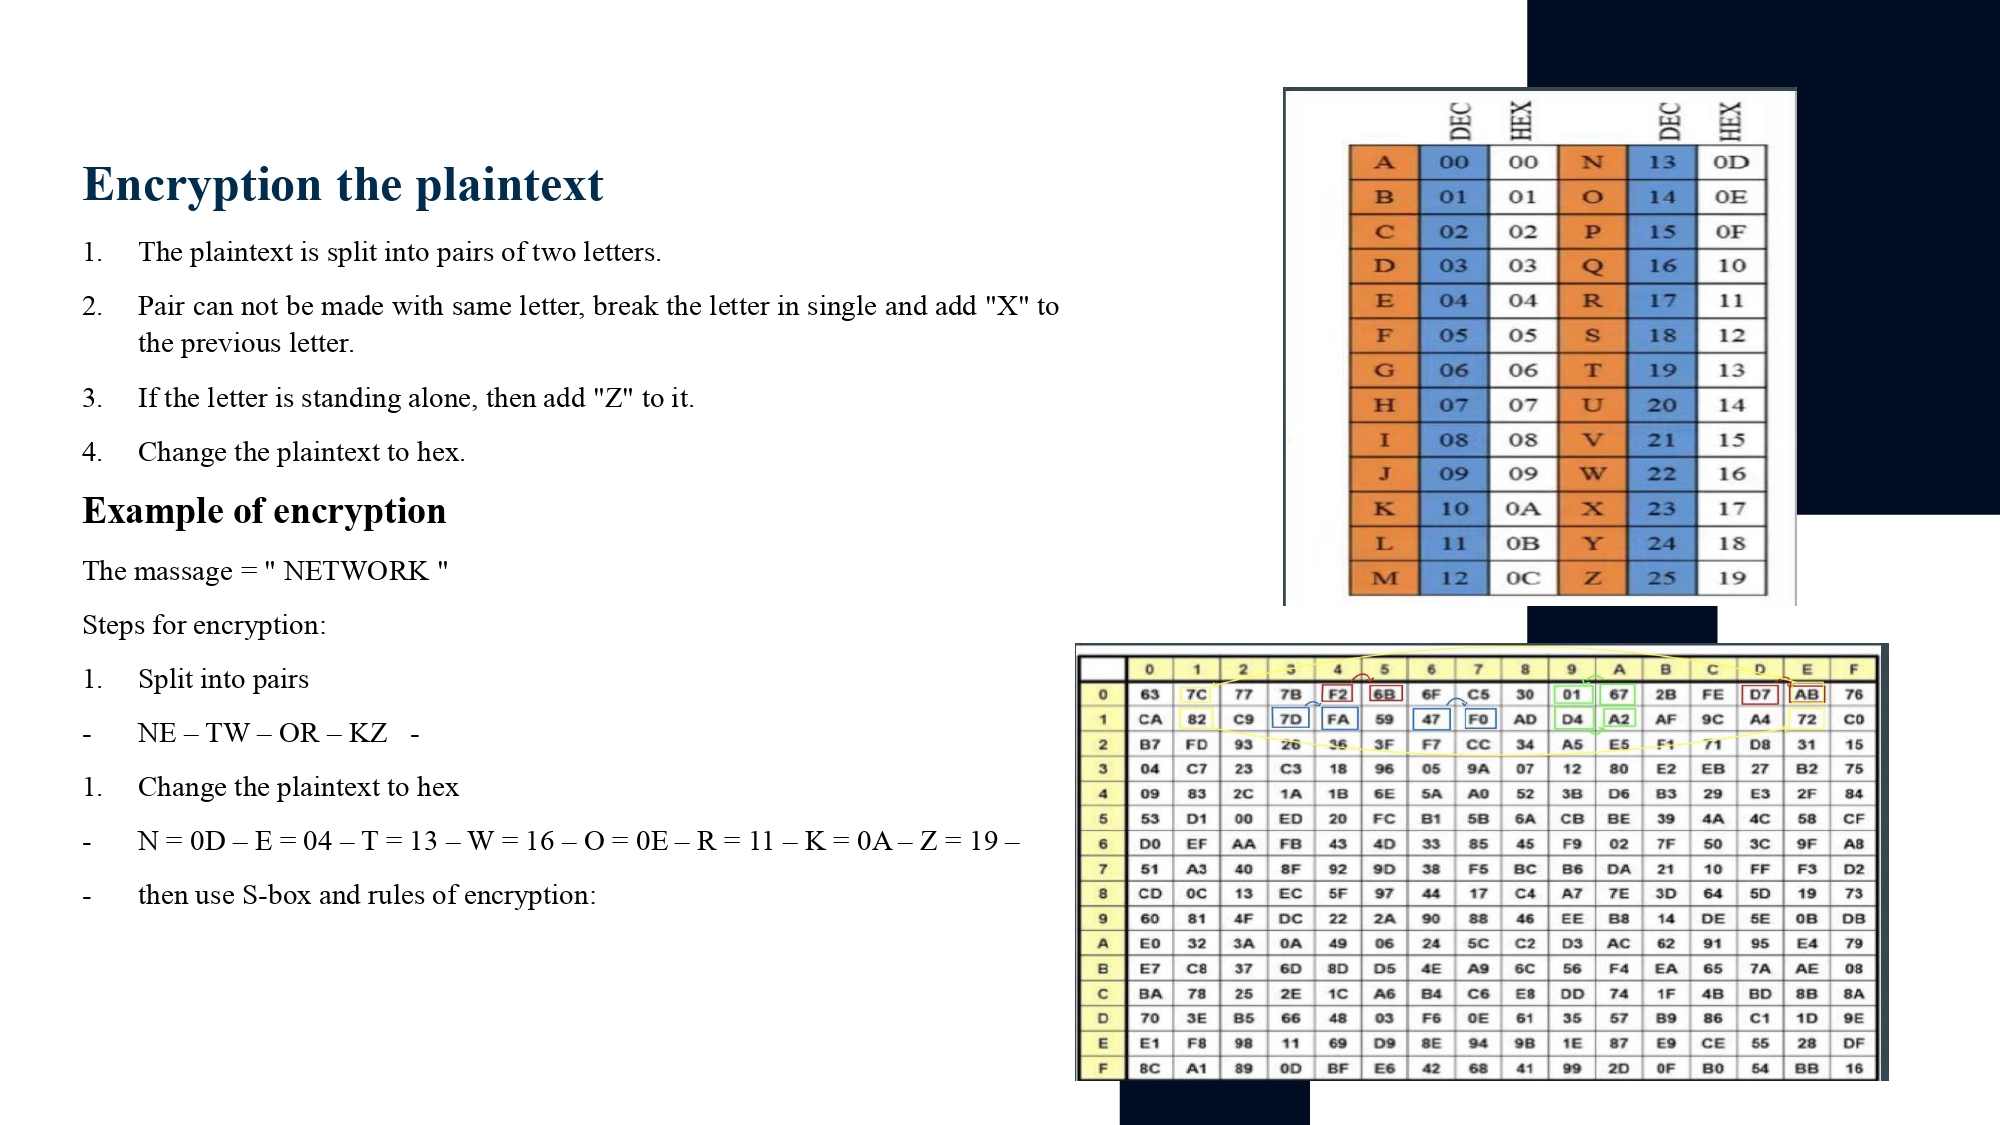 Encryption the plaintext
1. The plaintext is split into pairs of two letters.
2. Pair can not be made with same letter, break the letter in single and add "X" to
the previous letter.
3. If the letter is standing alone, then add "Z" to it.
4. Change the plaintext to hex.
Example of encryption
The massage = " NETWORK "
Steps for encryption:
1. Split into pairs
- NE – TW – OR – KZ -
1. Change the plaintext to hex
- N = 0D – E = 04 – T = 13 – W = 16 – O = 0E – R = 11 – K = 0A – Z = 19 –
- then use S-box and rules of encryption:
DEC HEX DEC HEX
A 00 00 N 13 0D
B 01 01 O 14 0E
C 02 02 P 15 0F
D 03 03 Q 16 10
E 04 04 R 17 11
F 05 05 S 18 12
G 06 06 T 19 13
H 07 07 U 20 14
I 08 08 V 21 15
J 09 09 W 22 16
K 10 0A X 23 17
L 11 0B Y 24 18
M 12 0C Z 25 19
0 1 2 3 4 5 6 7 8 9 A B C D E F
0 63 7C 77 7B F2 6B 6F C5 30 01 67 2B FE D7 AB 76
1 CA 82 C9 7D FA 59 47 F0 AD D4 A2 AF 9C A4 72 C0
2 B7 FD 93 26 36 3F F7 CC 34 A5 E5 F1 71 D8 31 15
3 04 C7 23 C3 18 96 05 9A 07 12 80 E2 EB 27 B2 75
4 09 83 2C 1A 1B 6E 5A A0 52 3B D6 B3 29 E3 2F 84
5 53 D1 00 ED 20 FC B1 5B 6A CB BE 39 4A 4C 58 CF
6 D0 EF AA FB 43 4D 33 85 45 F9 02 7F 50 3C 9F A8
7 51 A3 40 8F 92 9D 38 F5 BC B6 DA 21 10 FF F3 D2
8 CD 0C 13 EC 5F 97 44 17 C4 A7 7E 3D 64 5D 19 73
9 60 81 4F DC 22 2A 90 88 46 EE B8 14 DE 5E 0B DB
A E0 32 3A 0A 49 06 24 5C C2 D3 AC 62 91 95 E4 79
B E7 C8 37 6D 8D D5 4E A9 6C 56 F4 EA 65 7A AE 08
C BA 78 25 2E 1C A6 B4 C6 E8 DD 74 1F 4B BD 8B 8A
D 70 3E B5 66 48 03 F6 0E 61 35 57 B9 86 C1 1D 9E
E E1 F8 98 11 69 D9 8E 94 9B 1E 87 E9 CE 55 28 DF
F 8C A1 89 0D BF E6 42 68 41 99 2D 0F B0 54 BB 16